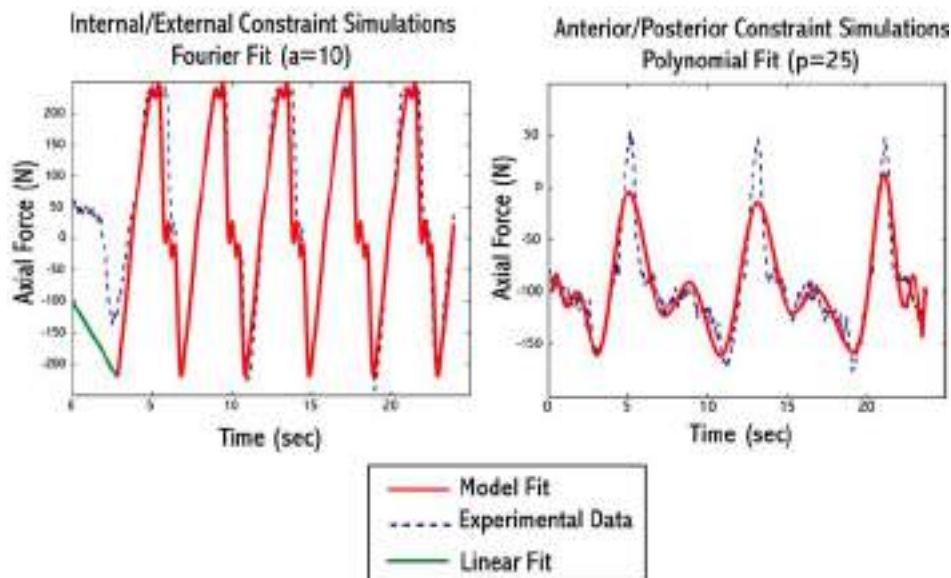 Internal/External Constraint Simulations
Fourier Fit (a=10)
Axial Force (N)
200
150
100
50
0
-50
-100
-150
-200
0 5 10 15 20
Time (sec)
Anterior/Posterior Constraint Simulations
Polynomial Fit (p=25)
Axial Force (N)
50
0
-50
-100
-150
0 5 10 15 20
Time (sec)
Model Fit
Experimental Data
Linear Fit